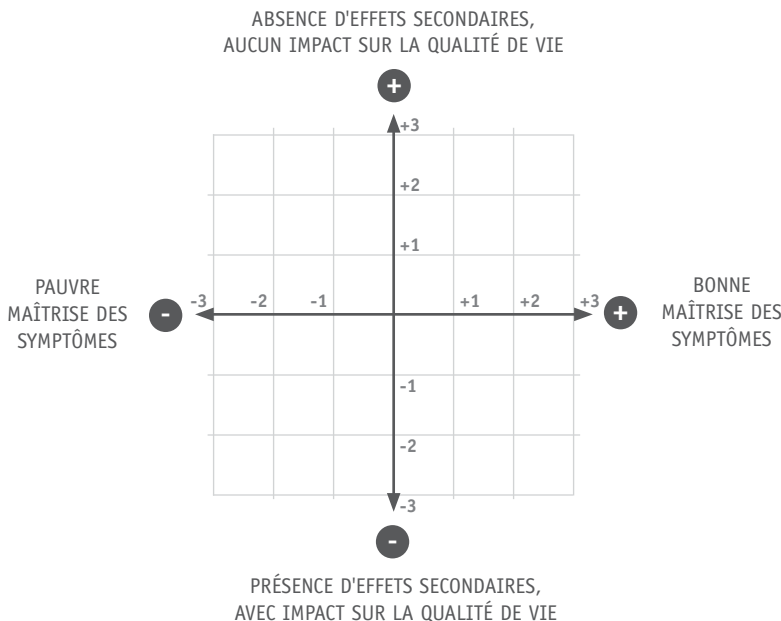 ABSENCE D'EFFETS SECONDAIRES,
AUCUN IMPACT SUR LA QUALITÉ DE VIE
+
+3
+2
+1
PAUVRE
MAÎTRISE DES
SYMPTÔMES
-
-3 -2 -1 +1 +2 +3
+
BONNE
MAÎTRISE DES
SYMPTÔMES
-1
-2
-3
-
PRÉSENCE D'EFFETS SECONDAIRES,
AVEC IMPACT SUR LA QUALITÉ DE VIE